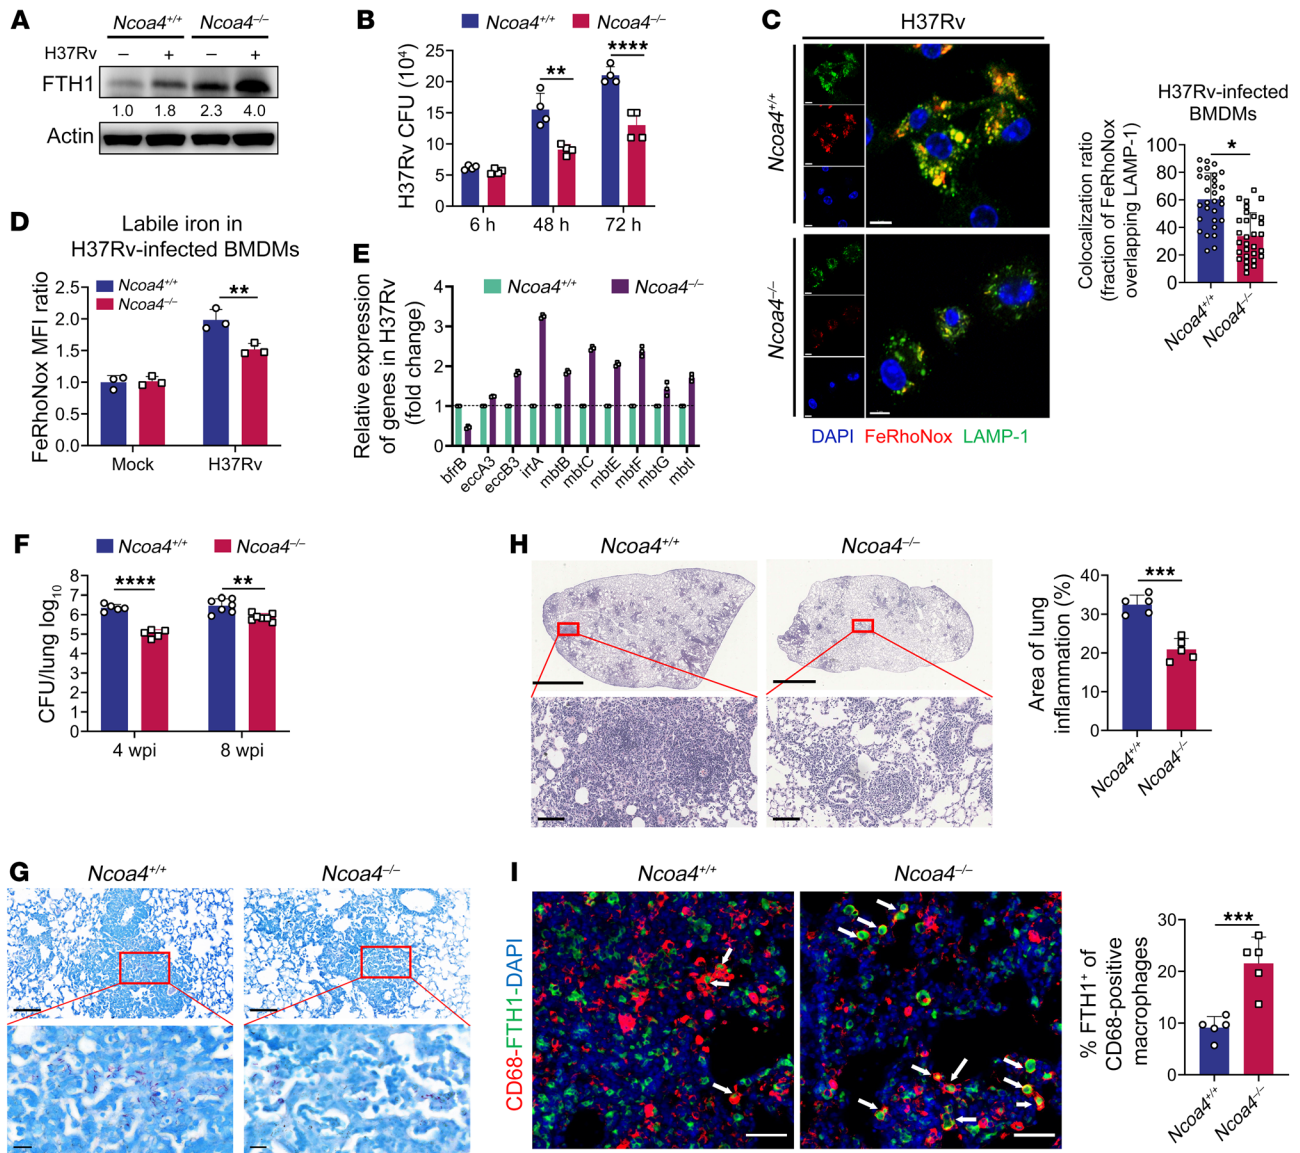 A
Ncoa4+/+ Ncoa4–/–
H37Rv – + – +
FTH1
1.0 1.8 2.3 4.0
Actin
B
Ncoa4+/+ Ncoa4–/–
H37Rv CFU (10⁴)
25
20
15
10
5
0
** ****
6 h 48 h 72 h
C
H37Rv
Ncoa4+/+
Ncoa4–/–
DAPI FeRhoNox LAMP-1
H37Rv-infected
BMDMs
Colocalization ratio
(fraction of FeRhoNox
overlapping LAMP-1)
100
80
60
40
20
0
*
Ncoa4+/+ Ncoa4–/–
D
Labile iron in
H37Rv-infected BMDMs
FeRhoNox MFI ratio
2.5
2.0
1.5
1.0
0.5
0.0
Ncoa4+/+
Ncoa4–/–
**
Mock H37Rv
E
Ncoa4+/+ Ncoa4–/–
Relative expression
of genes in H37Rv
(fold change)
4
3
2
1
0
bfrB eccA3 eccB3 irtA mbtB mbtC mbtE mbtF mbtG mbtI
F
Ncoa4+/+ Ncoa4–/–
CFU/lung log₁₀
8
7
6
5
4
3
2
1
0
**** **
4 wpi 8 wpi
H
Ncoa4+/+ Ncoa4–/–
Area of lung
inflammation (%)
40
30
20
10
0
***
Ncoa4+/+ Ncoa4–/–
G
Ncoa4+/+ Ncoa4–/–
I
Ncoa4+/+ Ncoa4–/–
CD68-FTH1-DAPI
% FTH1⁺ of
CD68-positive
macrophages
30
20
10
0
***
Ncoa4+/+ Ncoa4–/–